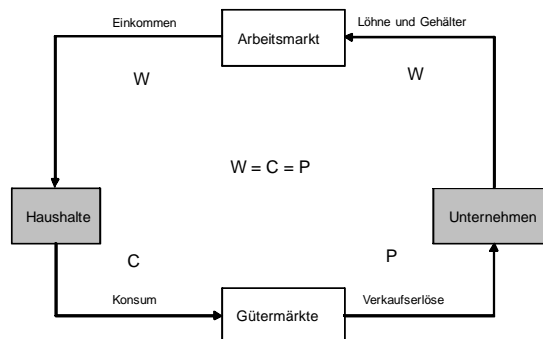 Einkommen
Arbeitsmarkt
Löhne und Gehälter
W
W
W = C = P
Haushalte
Unternehmen
C
P
Konsum
Gütermärkte
Verkaufserlöse